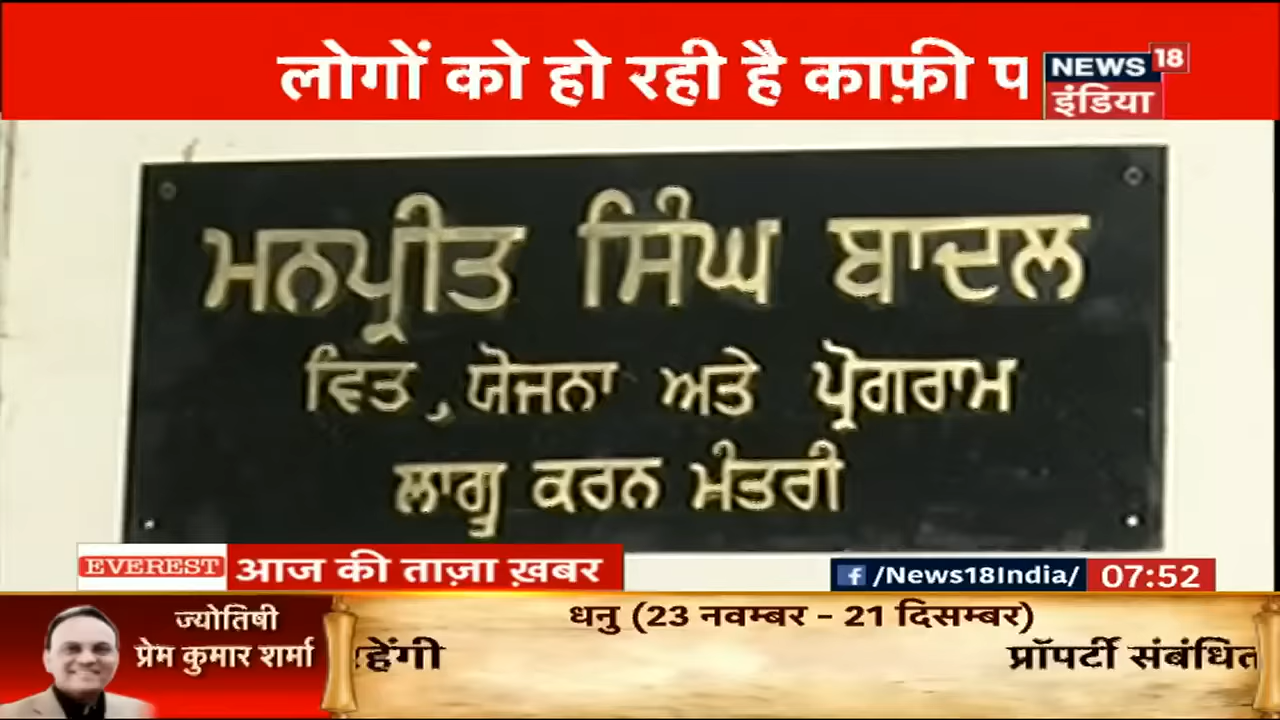 लोगों को हो रही है काफ़ी
NEWS 18
इंडिया
ਮਨਪ੍ਰੀਤ ਸਿੰਘ ਬਾਦਲ
ਵਿਤ, ਯੋਜਨਾ ਅਤੇ ਪ੍ਰੋਗਰਾਮ
ਲਾਗੂ ਕਰਨ ਮੰਤਰੀ
EVEREST आज की ताज़ा ख़बर
f /News18India/ 07:52
ज्योतिषी
प्रेम कुमार शर्मा
धनु (23 नवम्बर - 21 दिसम्बर)
रहेंगी प्रॉपर्टी संबंधित